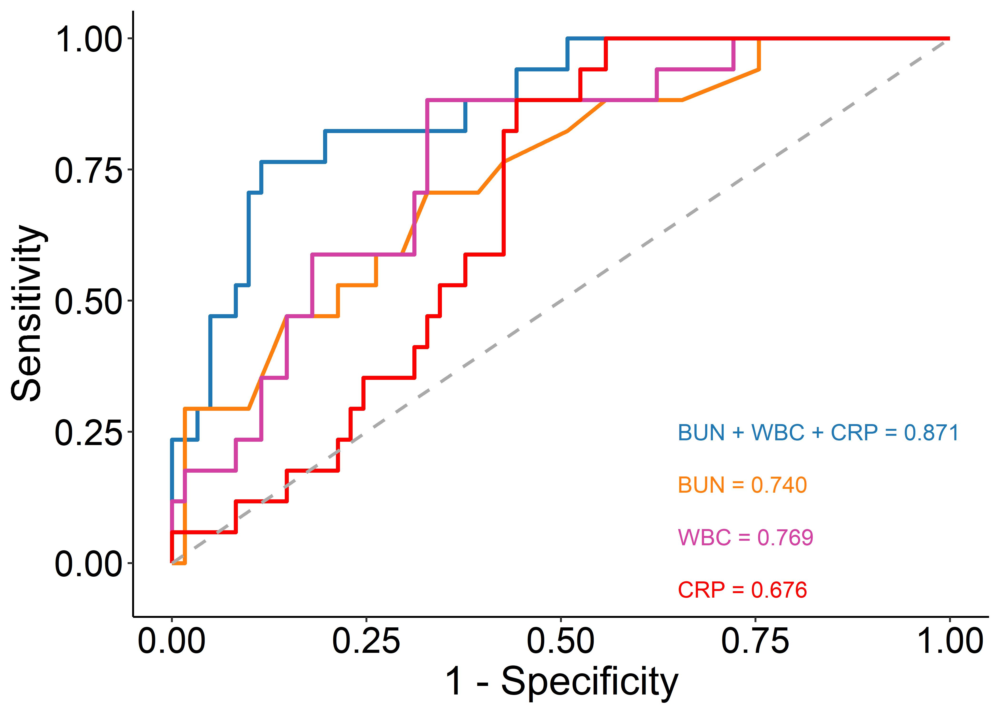 Sensitivity
1.00
0.75
0.50
0.25
0.00
BUN + WBC + CRP = 0.871
BUN = 0.740
WBC = 0.769
CRP = 0.676
0.00 0.25 0.50 0.75 1.00
1 - Specificity